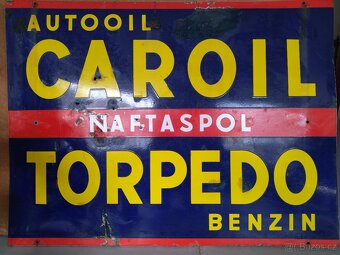 AUTOOIL
CAROIL
NAFTASPOL
TORPEDO
BENZIN